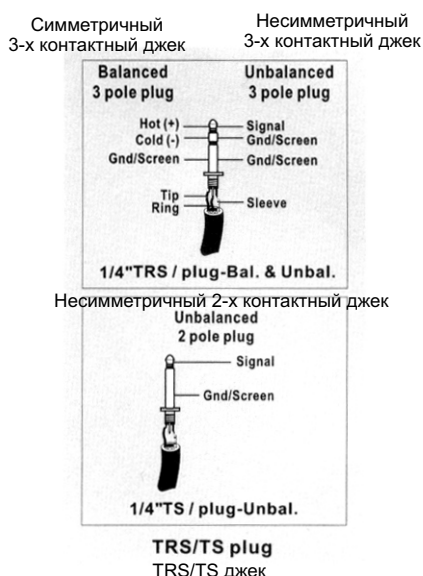 Симметричный
3-х контактный джек
Несимметричный
3-х контактный джек
Balanced
3 pole plug
Unbalanced
3 pole plug
Hot (+)
Cold (-)
Gnd/Screen
Signal
Gnd/Screen
Gnd/Screen
Tip
Ring
Sleeve
1/4"TRS / plug-Bal. & Unbal.
Несимметричный 2-х контактный джек
Unbalanced
2 pole plug
Signal
Gnd/Screen
1/4"TS / plug-Unbal.
TRS/TS plug
TRS/TS джек